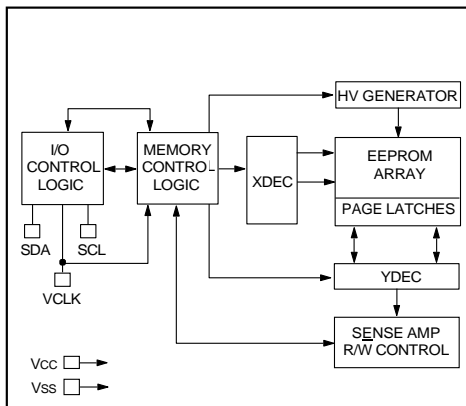 HV GENERATOR
I/O
CONTROL
LOGIC
MEMORY
CONTROL
LOGIC
XDEC
EEPROM
ARRAY
PAGE LATCHES
SDA
SCL
VCLK
YDEC
SENSE AMP
R/W̅ CONTROL
Vcc
Vss